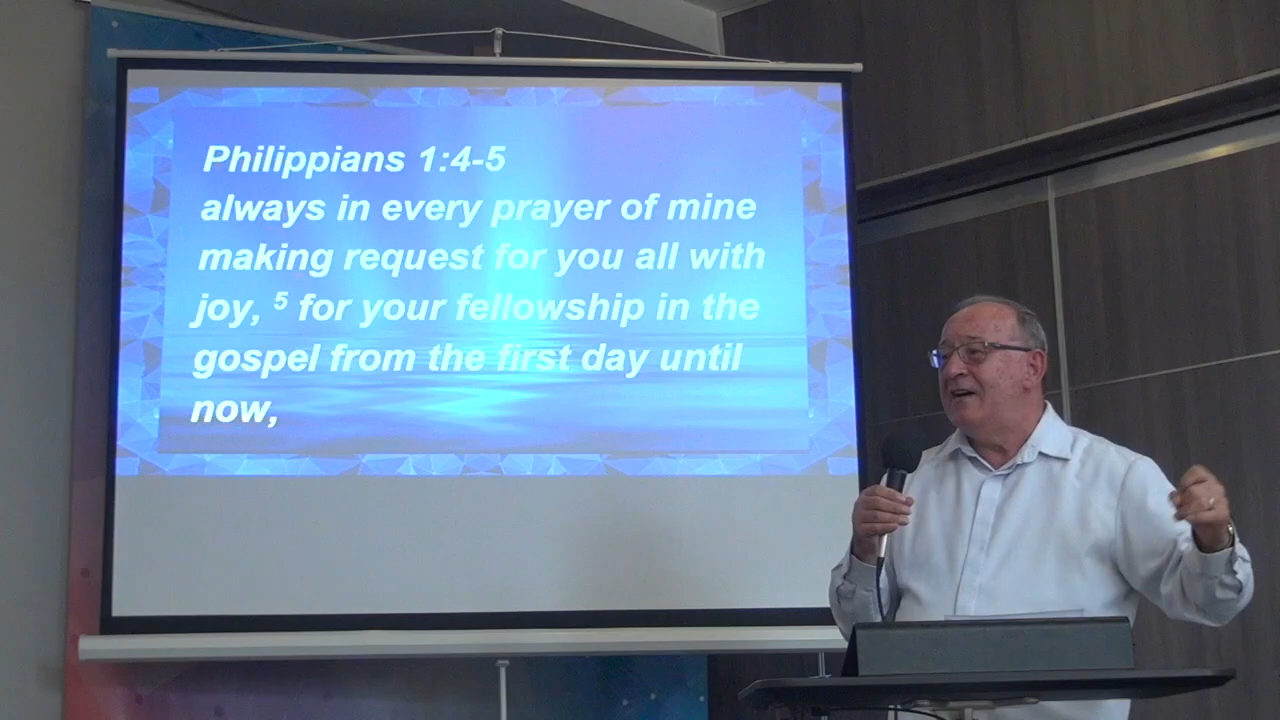 Philippians 1:4-5
always in every prayer of mine
making request for you all with
joy, ⁵ for your fellowship in the
gospel from the first day until
now,